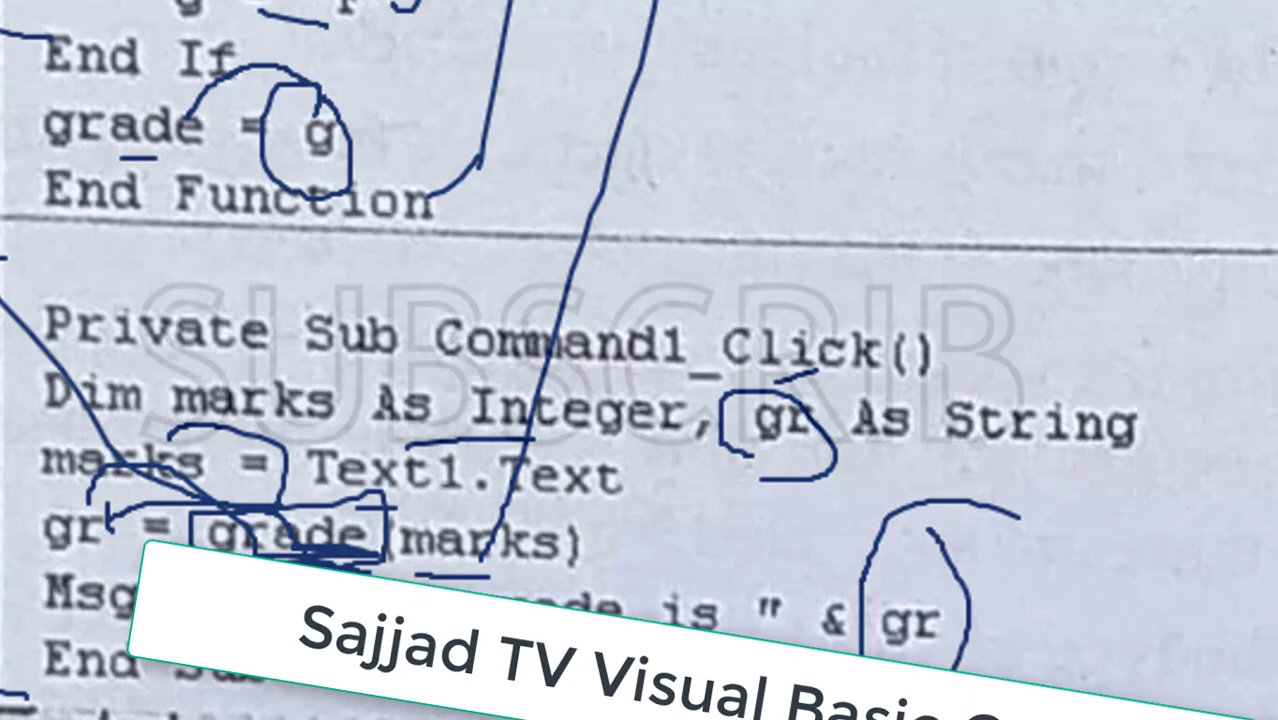 End If
grade = g
End Function
SUBSCRIB
Private Sub Command1_Click()
Dim marks As Integer, gr As String
marks = Text1.Text
gr = grade(marks)
Msg is " & gr
End
Sajjad TV Visual Basic